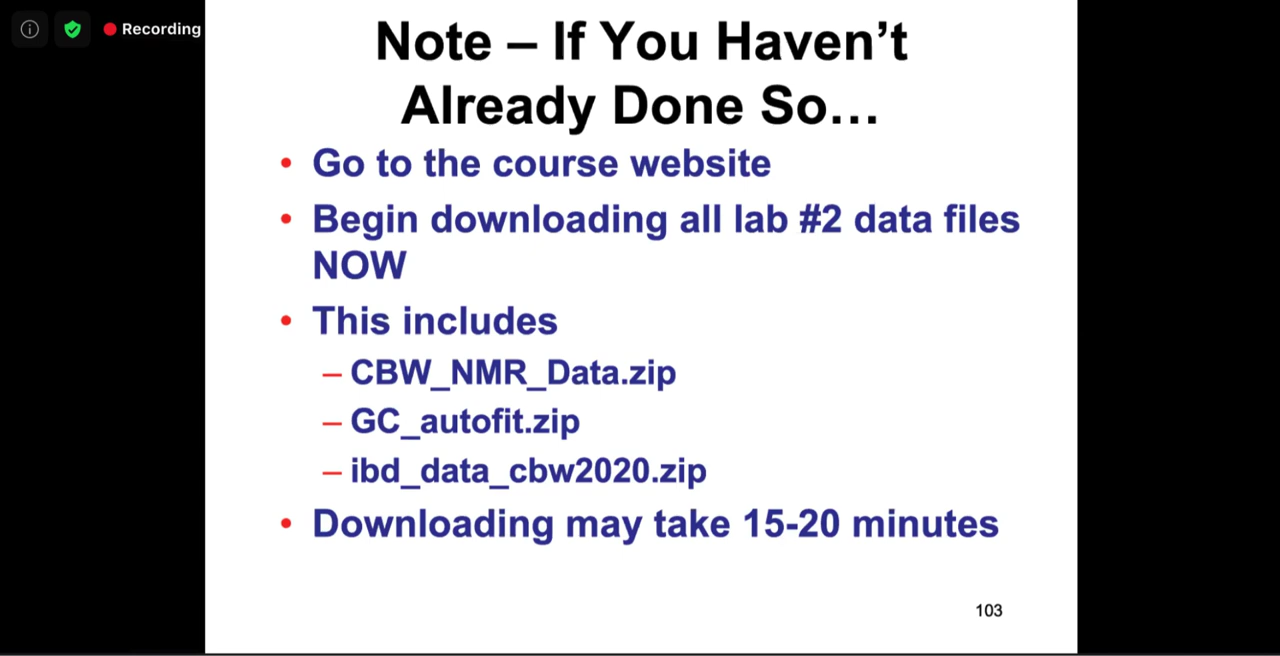 Recording
Note – If You Haven’t
Already Done So…
• Go to the course website
• Begin downloading all lab #2 data files
NOW
• This includes
– CBW_NMR_Data.zip
– GC_autofit.zip
– ibd_data_cbw2020.zip
• Downloading may take 15-20 minutes
103